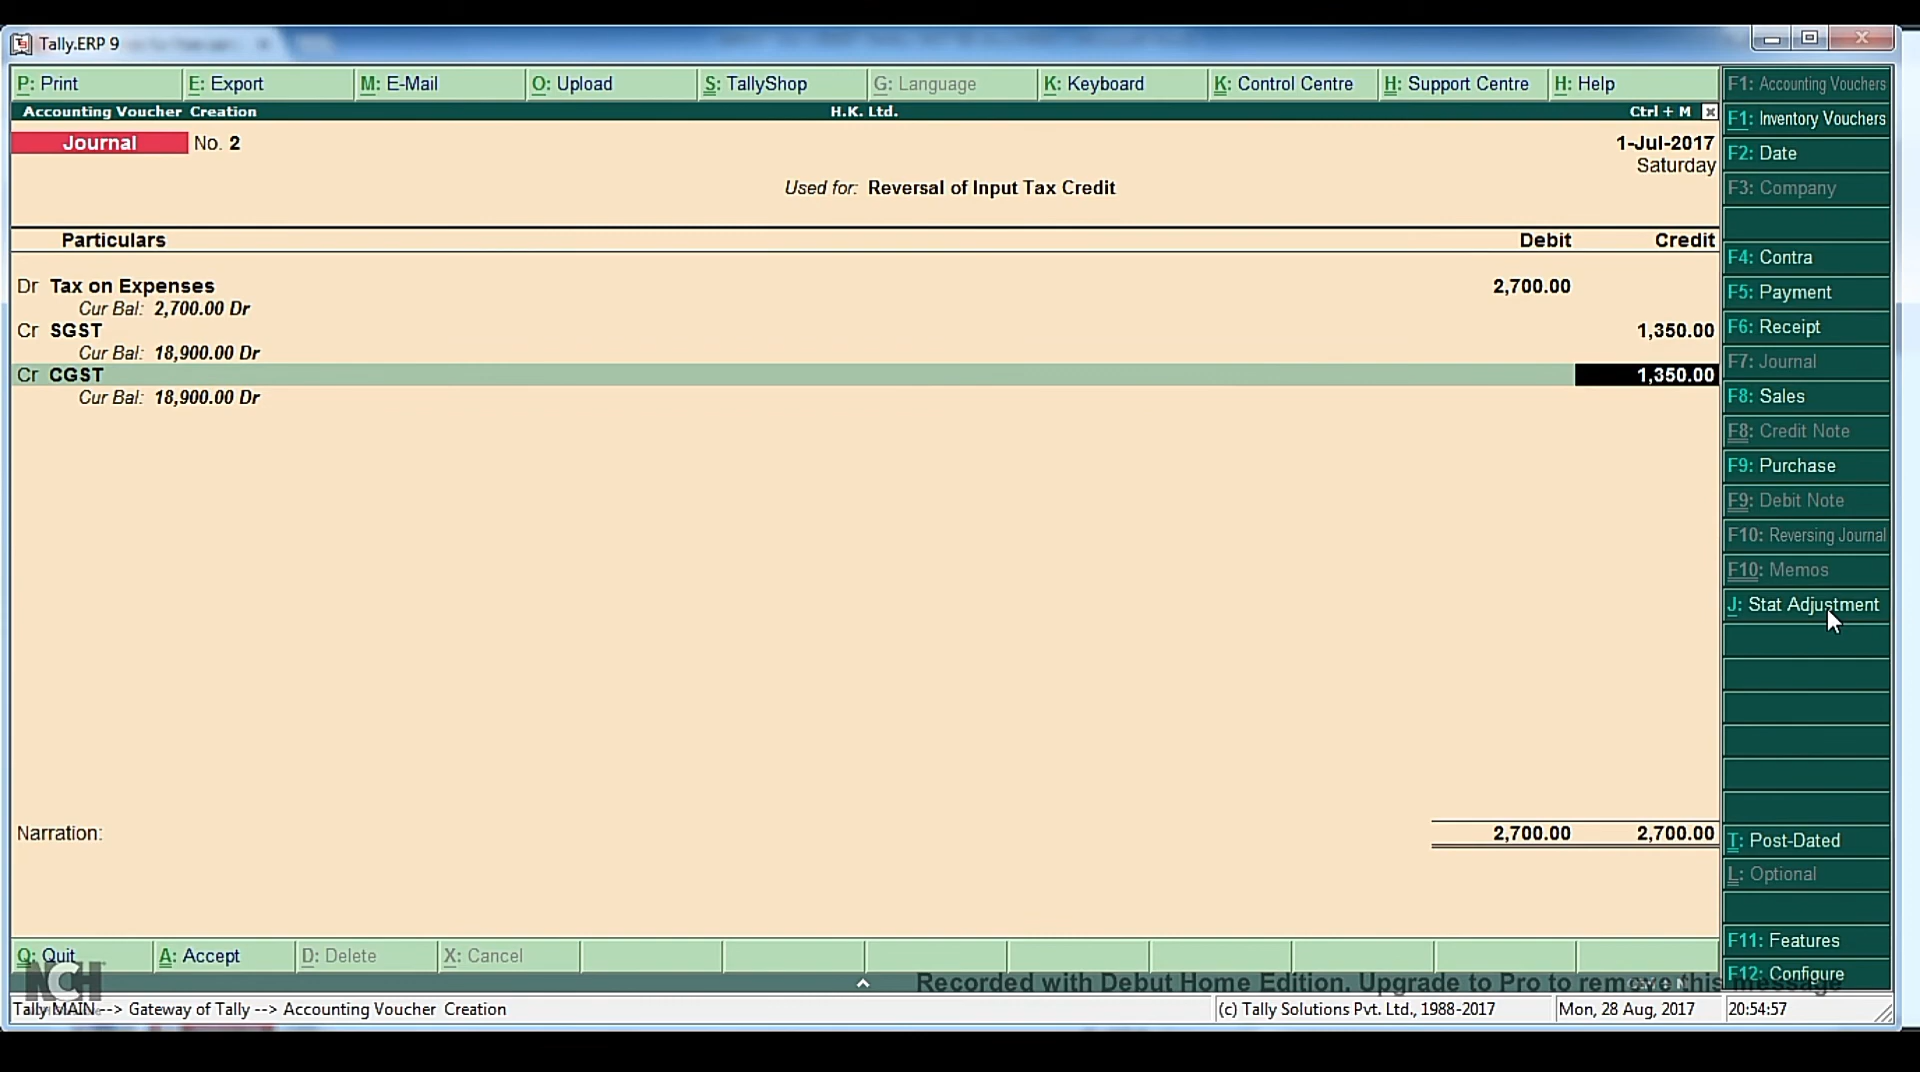 Tally.ERP 9
P: Print E: Export M: E-Mail O: Upload S: TallyShop G: Language K: Keyboard K: Control Centre H: Support Centre H: Help
Accounting Voucher Creation H.K. Ltd. Ctrl + M
Journal No. 2 1-Jul-2017
Saturday
Used for: Reversal of Input Tax Credit
Particulars Debit Credit
Dr Tax on Expenses 2,700.00
Cur Bal: 2,700.00 Dr
Cr SGST 1,350.00
Cur Bal: 18,900.00 Dr
Cr CGST 1,350.00
Cur Bal: 18,900.00 Dr
Narration: 2,700.00 2,700.00
F1: Accounting Vouchers
F1: Inventory Vouchers
F2: Date
F3: Company
F4: Contra
F5: Payment
F6: Receipt
F7: Journal
F8: Sales
F8: Credit Note
F9: Purchase
F9: Debit Note
F10: Reversing Journal
F10: Memos
J: Stat Adjustment
T: Post-Dated
L: Optional
F11: Features
F12: Configure
Q: Quit A: Accept D: Delete X: Cancel
NCH
Recorded with Debut Home Edition. Upgrade to Pro to remove this message
Tally MAIN --> Gateway of Tally --> Accounting Voucher Creation (c) Tally Solutions Pvt. Ltd., 1988-2017 Mon, 28 Aug, 2017 20:54:57